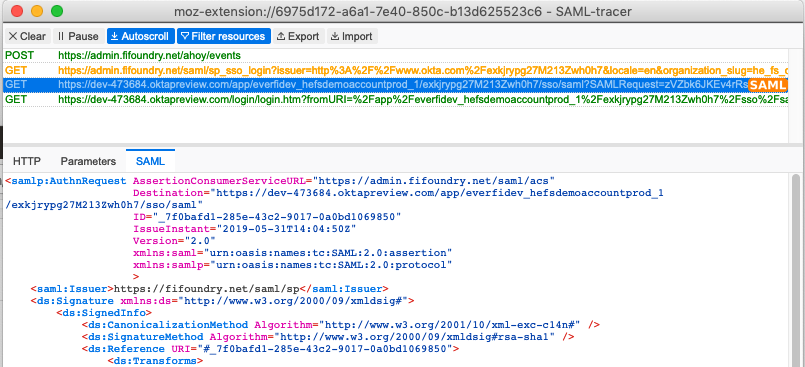 moz-extension://6975d172-a6a1-7e40-850c-b13d625523c6 - SAML-tracer
Clear Pause Autoscroll Filter resources Export Import
POST https://admin.fifoundry.net/ahoy/events
GET https://admin.fifoundry.net/saml/sp_sso_login?issuer=http%3A%2F%2Fwww.okta.com%2Fexkjrypg27M213Zwh0h7&locale=en&organization_slug=he_fs_
GET https://dev-473684.oktapreview.com/app/everfidev_hefsdemoaccountprod_1/exkjrypg27M213Zwh0h7/sso/saml?SAMLRequest=zVZbk6JKEv4rRs SAML
GET https://dev-473684.oktapreview.com/login/login.htm?fromURI=%2Fapp%2Feverfidev_hefsdemoaccountprod_1%2Fexkjrypg27M213Zwh0h7%2Fsso%2Fsa
HTTP Parameters SAML
<samlp:AuthnRequest AssertionConsumerServiceURL="https://admin.fifoundry.net/saml/acs"
Destination="https://dev-473684.oktapreview.com/app/everfidev_hefsdemoaccountprod_1
/exkjrypg27M213Zwh0h7/sso/saml"
ID="_7f0bafd1-285e-43c2-9017-0a0bd1069850"
IssueInstant="2019-05-31T14:04:50Z"
Version="2.0"
xmlns:saml="urn:oasis:names:tc:SAML:2.0:assertion"
xmlns:samlp="urn:oasis:names:tc:SAML:2.0:protocol"
>
<saml:Issuer>https://fifoundry.net/saml/sp</saml:Issuer>
<ds:Signature xmlns:ds="http://www.w3.org/2000/09/xmldsig#">
<ds:SignedInfo>
<ds:CanonicalizationMethod Algorithm="http://www.w3.org/2001/10/xml-exc-c14n#" />
<ds:SignatureMethod Algorithm="http://www.w3.org/2000/09/xmldsig#rsa-sha1" />
<ds:Reference URI="#_7f0bafd1-285e-43c2-9017-0a0bd1069850">
<ds:Transforms>